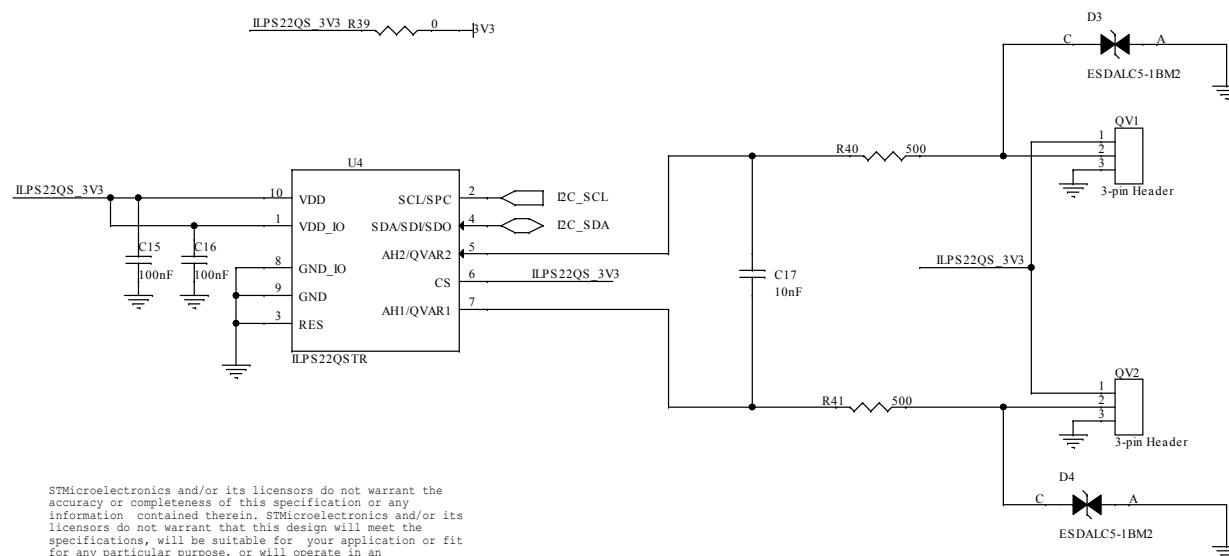 ILPS22QS_3V3 R39 0 3V3
D3
C A
ESDALC5-1BM2
QV1
1
2
3
3-pin Header
R40 500
U4
ILPS22QS_3V3
10 VDD SCL/SPC 2 I2C_SCL
1 VDD_IO SDA/SDI/SDO 4 I2C_SDA
AH2/QVAR2 5
C15
100nF
C16
100nF
8 GND_IO
CS 6 ILPS22QS_3V3
9 GND
AH1/QVAR1 7
3 RES
ILPS22QSTR
C17
10nF
ILPS22QS_3V3
QV2
1
2
3
3-pin Header
R41 500
D4
C A
ESDALC5-1BM2
STMicroelectronics and/or its licensors do not warrant the
accuracy or completeness of this specification or any
information contained therein. STMicroelectronics and/or its
licensors do not warrant that this design will meet the
specifications, will be suitable for your application or fit
for any particular purpose, or will operate in an